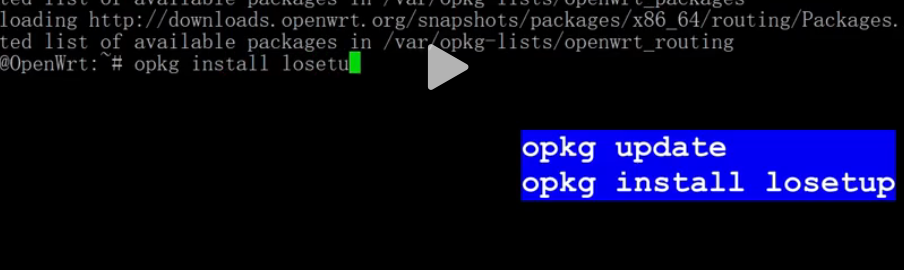 ted list of available packages in /var/opkg-lists/openwrt_packages
loading http://downloads.openwrt.org/snapshots/packages/x86_64/routing/Packages.
ted list of available packages in /var/opkg-lists/openwrt_routing
@OpenWrt:~# opkg install losetu
opkg update
opkg install losetup